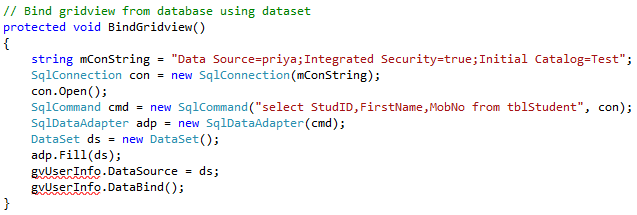 // Bind gridview from database using dataset
protected void BindGridview()
{
    string mConString = "Data Source=priya;Integrated Security=true;Initial Catalog=Test";
    SqlConnection con = new SqlConnection(mConString);
    con.Open();
    SqlCommand cmd = new SqlCommand("select StudID,FirstName,MobNo from tblStudent", con);
    SqlDataAdapter adp = new SqlDataAdapter(cmd);
    DataSet ds = new DataSet();
    adp.Fill(ds);
    gvUserInfo.DataSource = ds;
    gvUserInfo.DataBind();
}